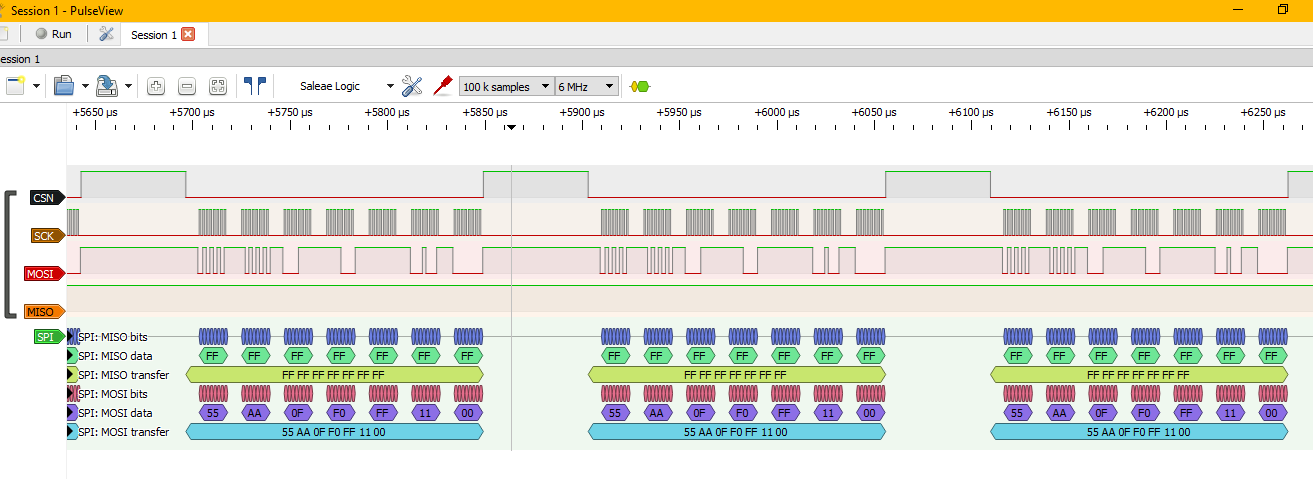 Session 1 - PulseView
Run Session 1
ession 1
Saleae Logic 100 k samples 6 MHz
+5650 µs +5700 µs +5750 µs +5800 µs +5850 µs +5900 µs +5950 µs +6000 µs +6050 µs +6100 µs +6150 µs +6200 µs +6250 µs
CSN
SCK
MOSI
MISO
SPI SPI: MISO bits
SPI: MISO data FF FF FF FF FF FF FF FF FF FF FF FF FF FF FF FF FF FF FF FF FF
SPI: MISO transfer FF FF FF FF FF FF FF FF FF FF FF FF FF FF FF FF FF FF FF FF FF
SPI: MOSI bits
SPI: MOSI data 55 AA 0F F0 FF 11 00 55 AA 0F F0 FF 11 00 55 AA 0F F0 FF 11 00
SPI: MOSI transfer 55 AA 0F F0 FF 11 00 55 AA 0F F0 FF 11 00 55 AA 0F F0 FF 11 00